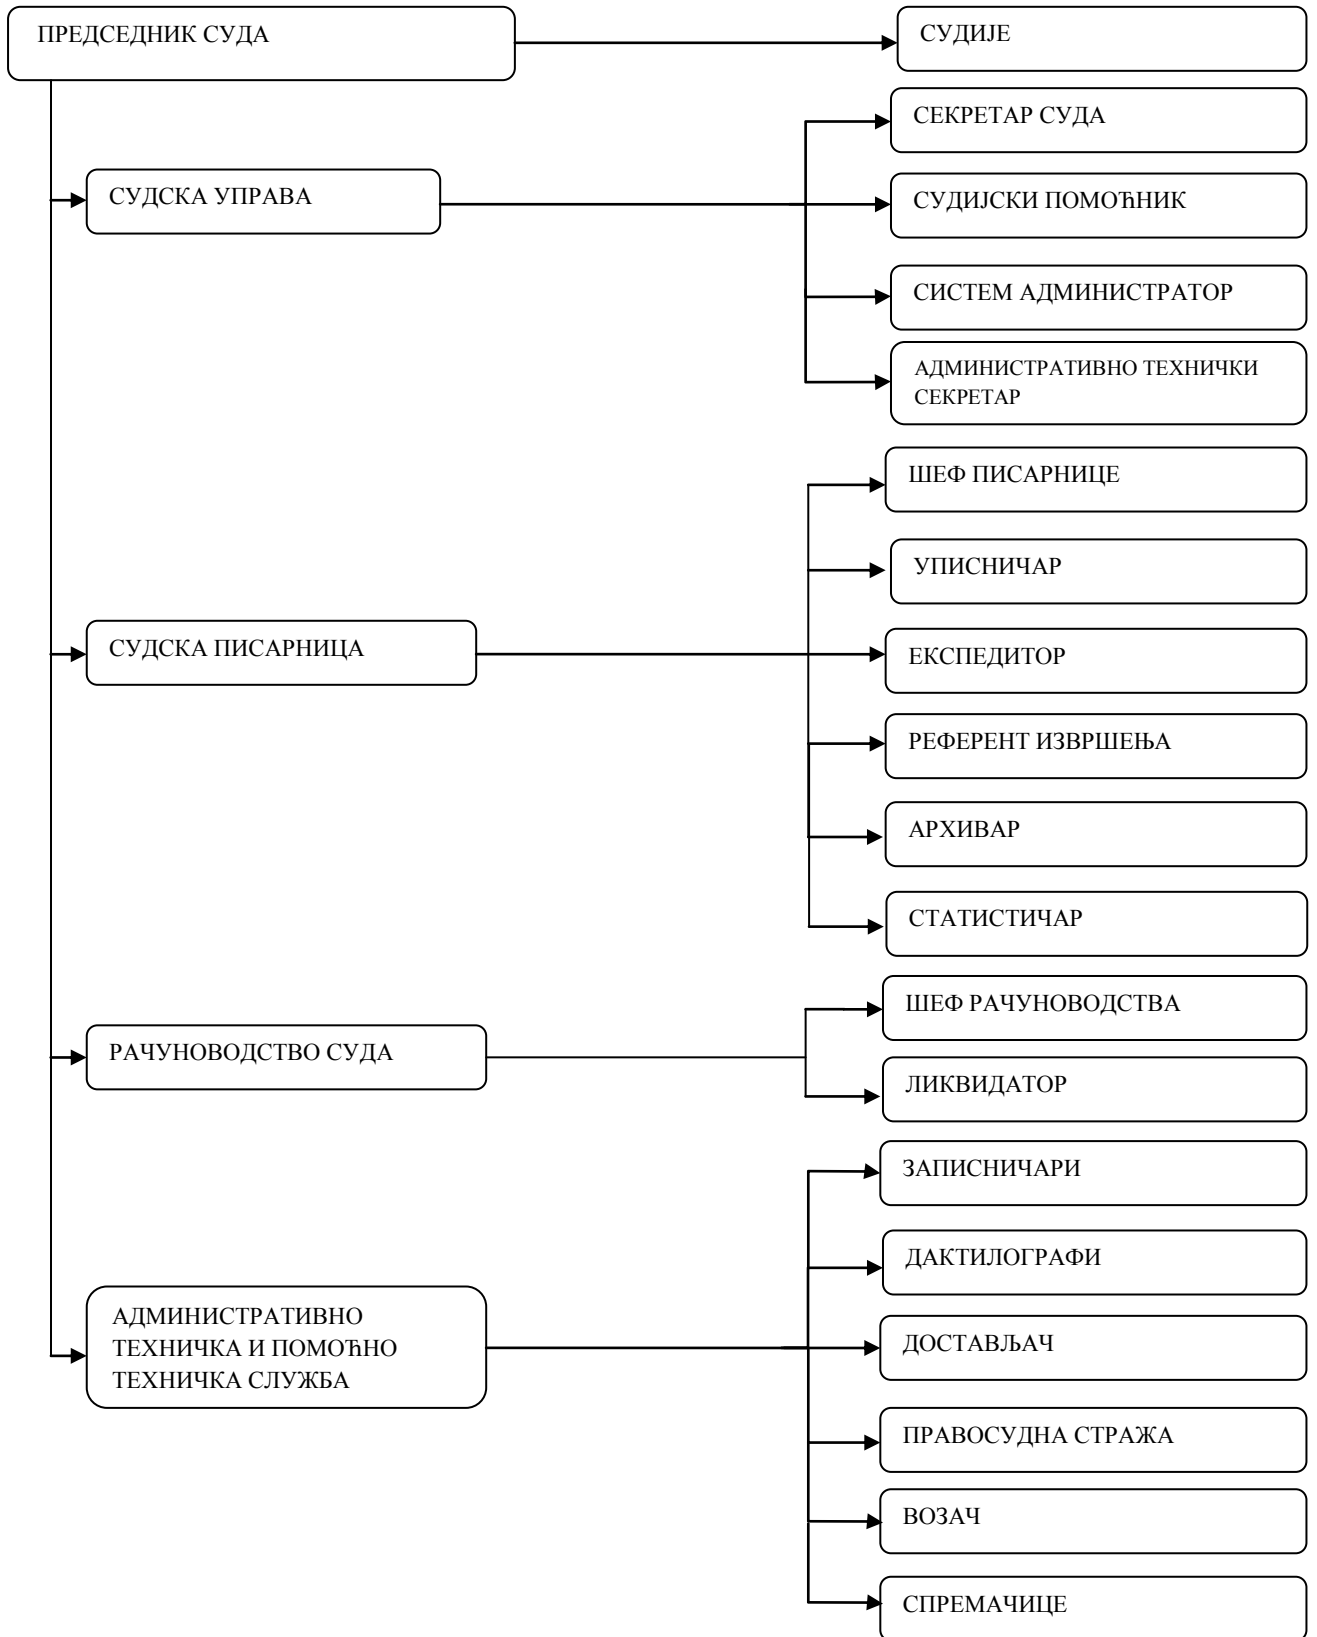 ПРЕДСЕДНИК СУДА
СУДИЈЕ
СУДСКА УПРАВА
СЕКРЕТАР СУДА
СУДИЈСКИ ПОМОЋНИК
СИСТЕМ АДМИНИСТРАТОР
АДМИНИСТРАТИВНО ТЕХНИЧКИ
СЕКРЕТАР
СУДСКА ПИСАРНИЦА
ШЕФ ПИСАРНИЦЕ
УПИСНИЧАР
ЕКСПЕДИТОР
РЕФЕРЕНТ ИЗВРШЕЊА
АРХИВАР
СТАТИСТИЧАР
РАЧУНОВОДСТВО СУДА
ШЕФ РАЧУНОВОДСТВА
ЛИКВИДАТОР
АДМИНИСТРАТИВНО
ТЕХНИЧКА И ПОМОЋНО
ТЕХНИЧКА СЛУЖБА
ЗАПИСНИЧАРИ
ДАКТИЛОГРАФИ
ДОСТАВЉАЧ
ПРАВОСУДНА СТРАЖА
ВОЗАЧ
СПРЕМАЧИЦЕ